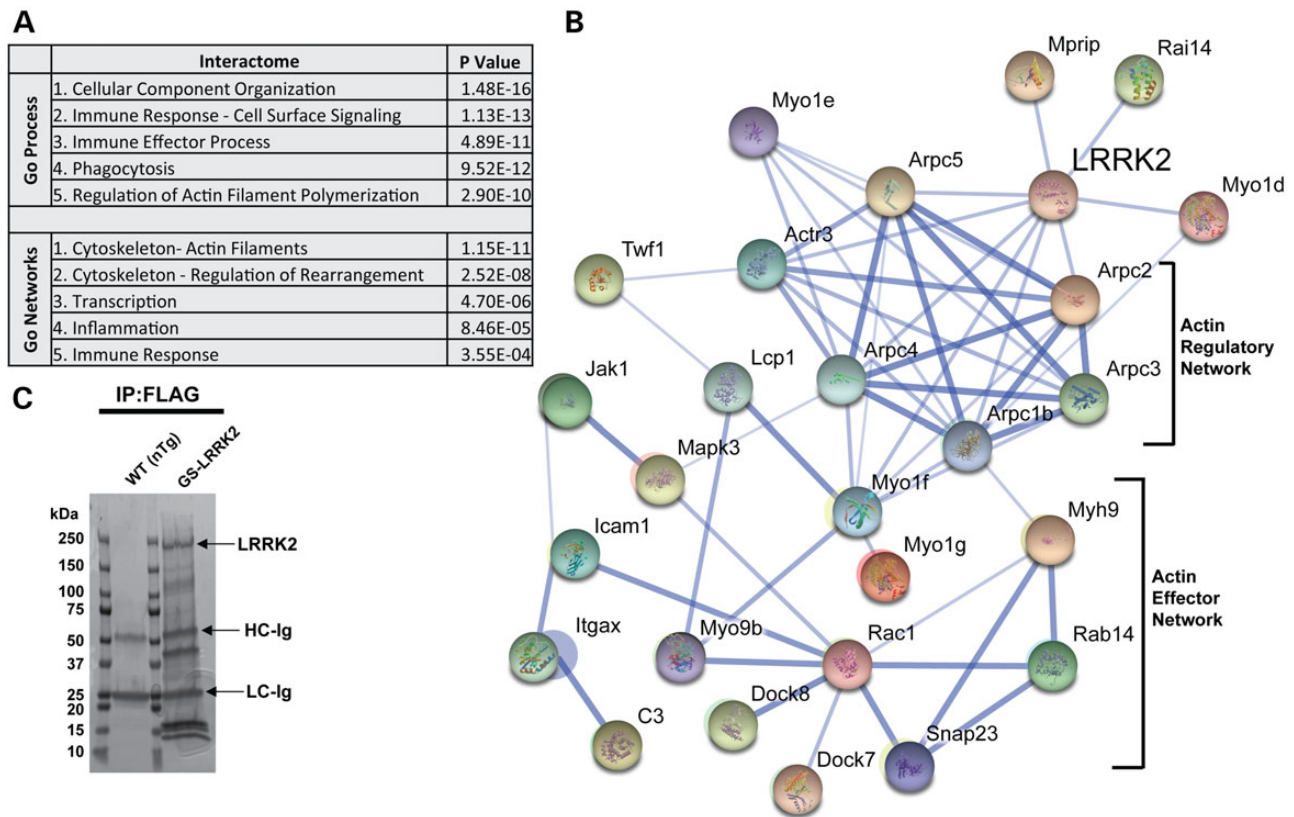 A
Interactome P Value
Go Process
1. Cellular Component Organization 1.48E-16
2. Immune Response - Cell Surface Signaling 1.13E-13
3. Immune Effector Process 4.89E-11
4. Phagocytosis 9.52E-12
5. Regulation of Actin Filament Polymerization 2.90E-10
Go Networks
1. Cytoskeleton- Actin Filaments 1.15E-11
2. Cytoskeleton - Regulation of Rearrangement 2.52E-08
3. Transcription 4.70E-06
4. Inflammation 8.46E-05
5. Immune Response 3.55E-04
B
Mprip
Rai14
Myo1e
Arpc5
LRRK2
Myo1d
Twf1
Actr3
Arpc2
Jak1
Lcp1
Arpc4
Arpc3
Arpc1b
Mapk3
Myo1f
Myh9
Icam1
Myo1g
Itgax
Myo9b
Rac1
Rab14
C3
Dock8
Dock7
Snap23
Actin
Regulatory
Network
Actin
Effector
Network
C
IP:FLAG
WT (nTg)
GS-LRRK2
kDa
250
150
100
75
50
37
25
20
15
10
LRRK2
HC-Ig
LC-Ig